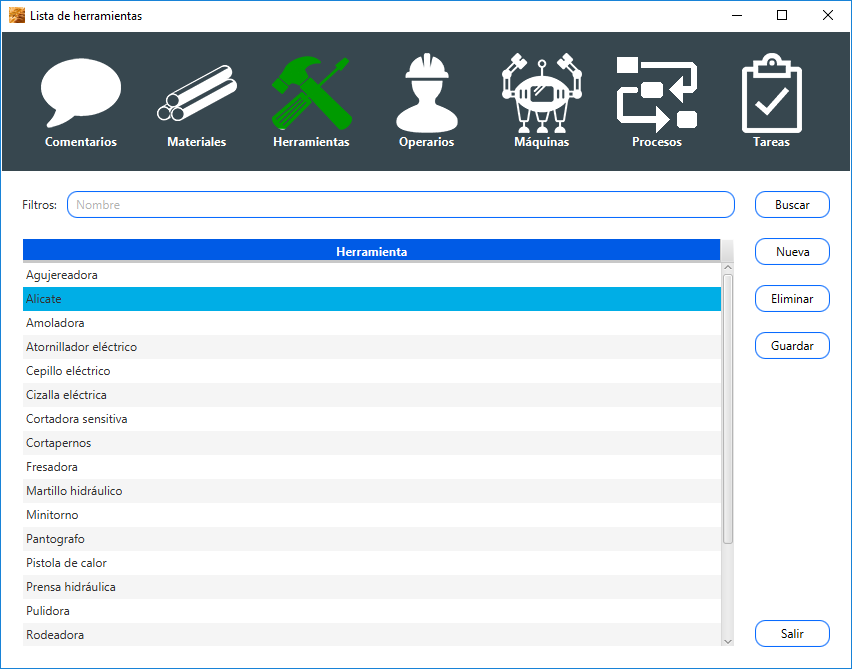 Lista de herramientas
Comentarios
Materiales
Herramientas
Operarios
Máquinas
Procesos
Tareas
Filtros:
Nombre
Buscar
Herramienta
Nueva
Agujereadora
Alicate
Eliminar
Amoladora
Atornillador eléctrico
Guardar
Cepillo eléctrico
Cizalla eléctrica
Cortadora sensitiva
Cortapernos
Fresadora
Martillo hidráulico
Minitorno
Pantografo
Pistola de calor
Prensa hidráulica
Pulidora
Rodeadora
Salir